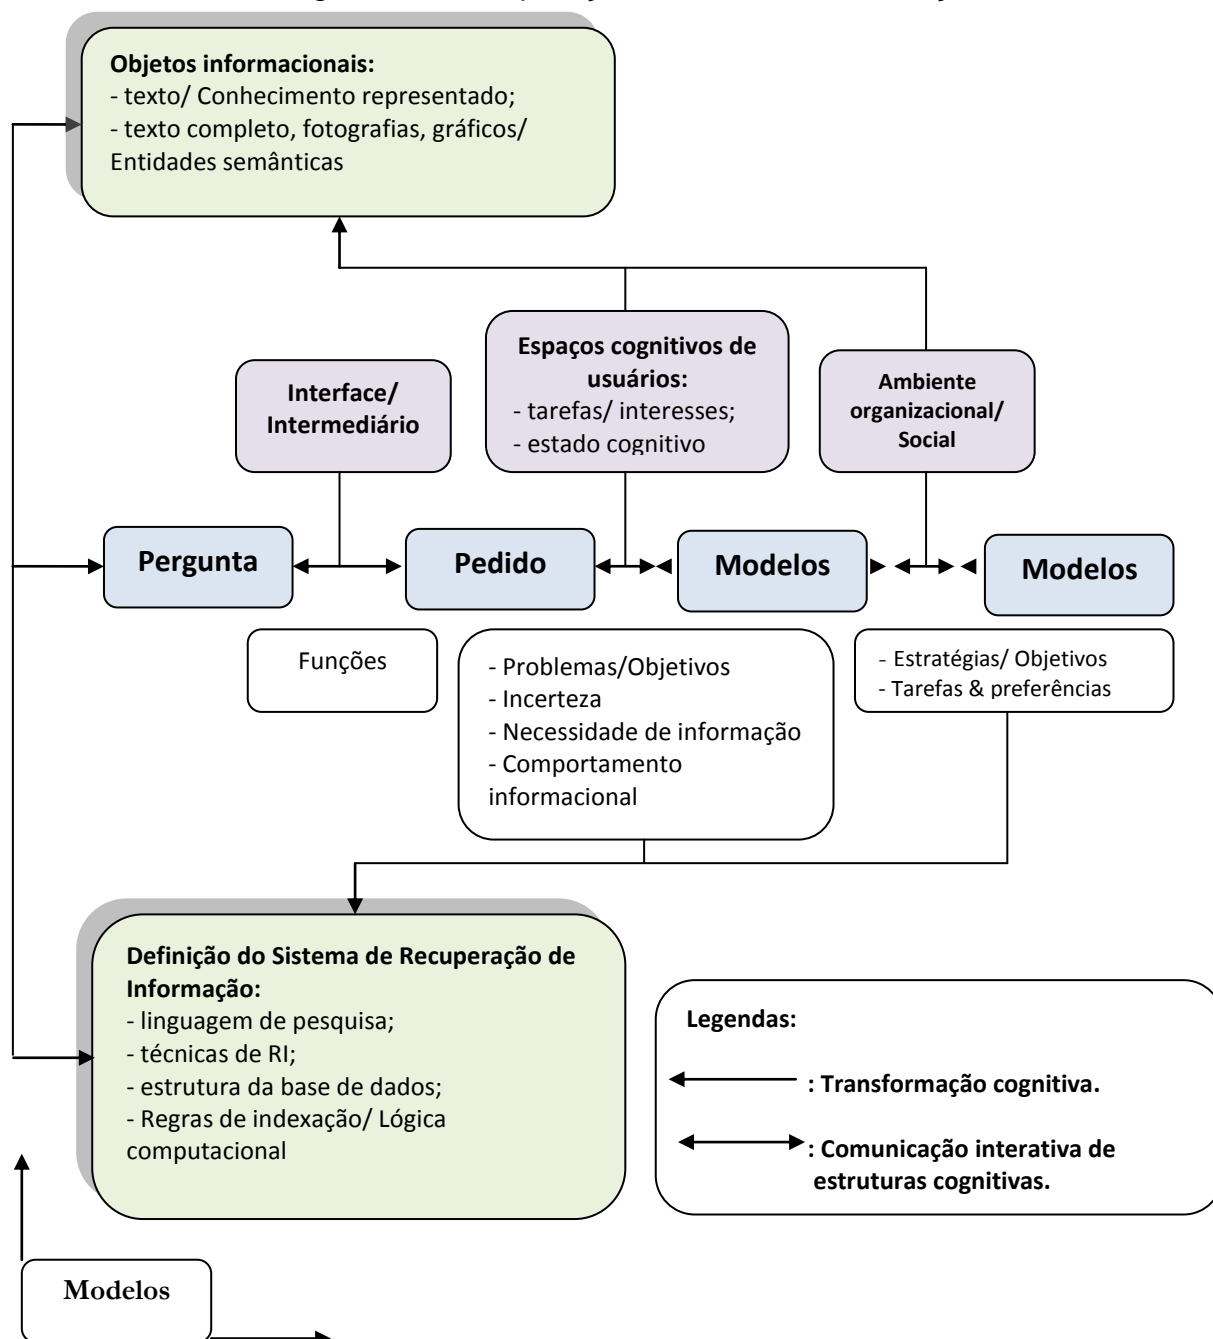 Objetos informacionais:
- texto/ Conhecimento representado;
- texto completo, fotografias, gráficos/
Entidades semânticas
Interface/
Intermediário
Espaços cognitivos de
usuários:
- tarefas/ interesses;
- estado cognitivo
Ambiente
organizacional/
Social
Pergunta
Pedido
Modelos
Modelos
Funções
- Problemas/Objetivos
- Incerteza
- Necessidade de informação
- Comportamento
informacional
- Estratégias/ Objetivos
- Tarefas & preferências
Definição do Sistema de Recuperação de
Informação:
- linguagem de pesquisa;
- técnicas de RI;
- estrutura da base de dados;
- Regras de indexação/ Lógica
computacional
Legendas:
: Transformação cognitiva.
: Comunicação interativa de
estruturas cognitivas.
Modelos